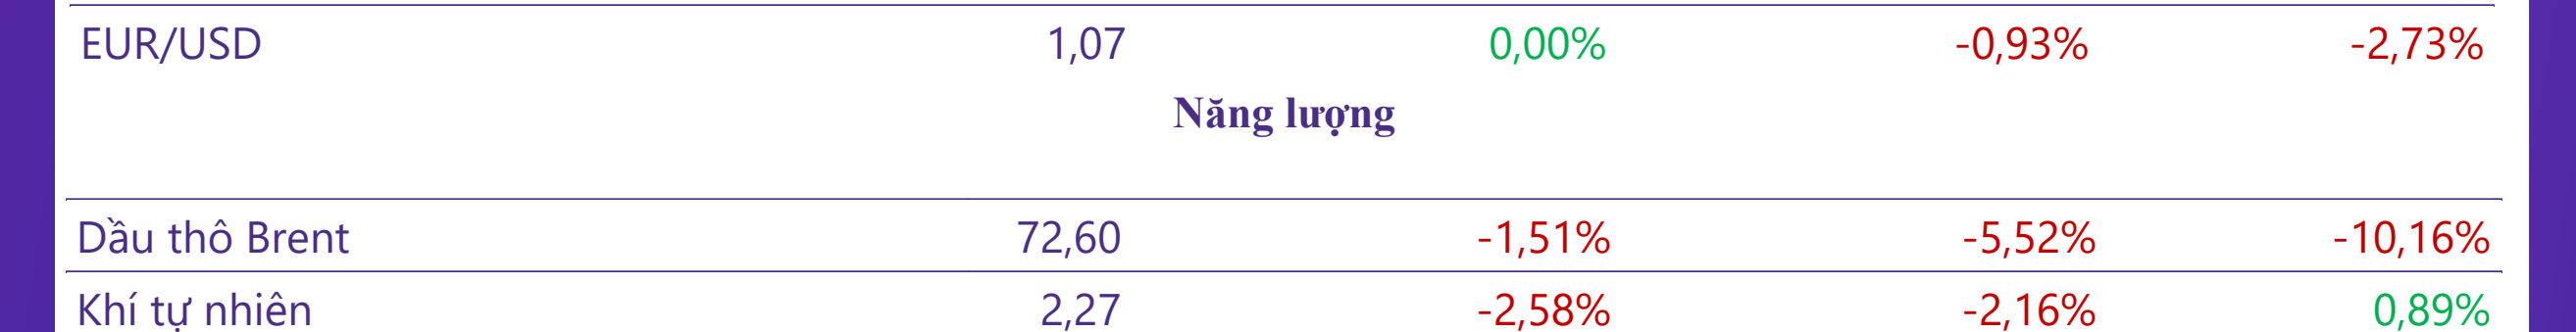 EUR/USD 1,07 0,00% -0,93% -2,73%
Năng lượng
Dầu thô Brent 72,60 -1,51% -5,52% -10,16%
Khí tự nhiên 2,27 -2,58% -2,16% 0,89%